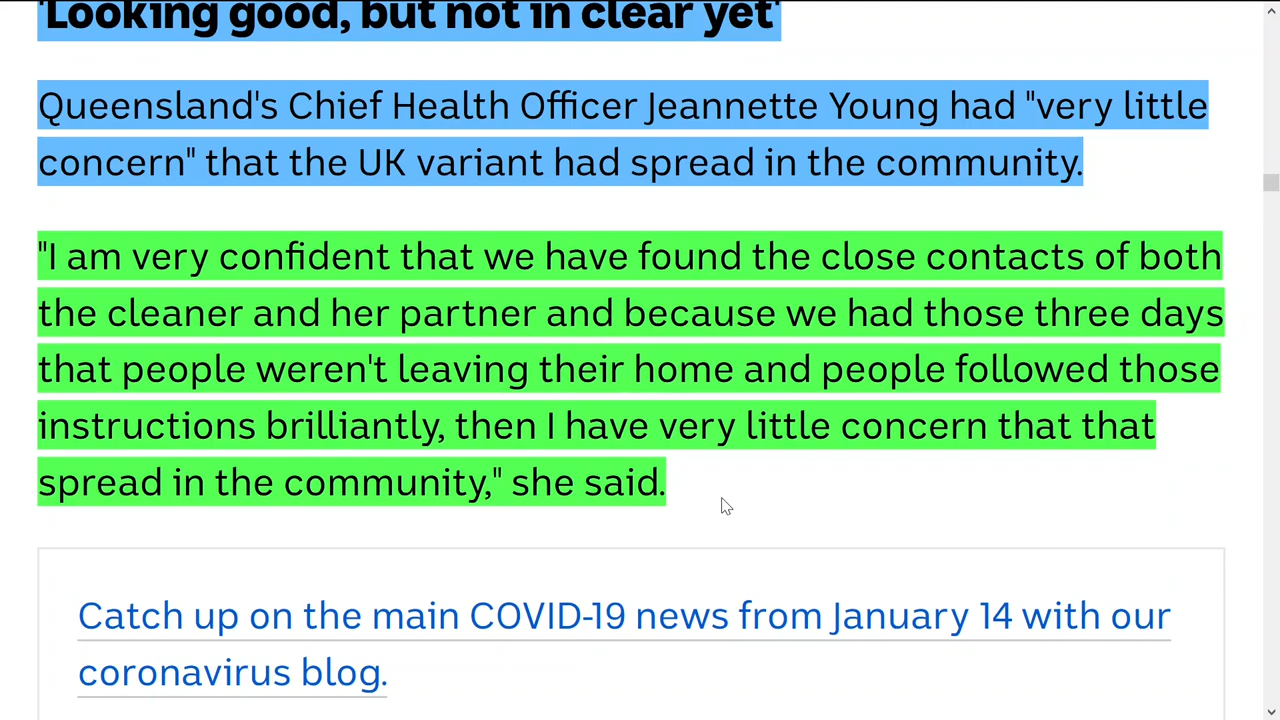 'Looking good, but not in clear yet'
Queensland's Chief Health Officer Jeannette Young had "very little
concern" that the UK variant had spread in the community.
"I am very confident that we have found the close contacts of both
the cleaner and her partner and because we had those three days
that people weren't leaving their home and people followed those
instructions brilliantly, then I have very little concern that that
spread in the community," she said.
Catch up on the main COVID-19 news from January 14 with our
coronavirus blog.